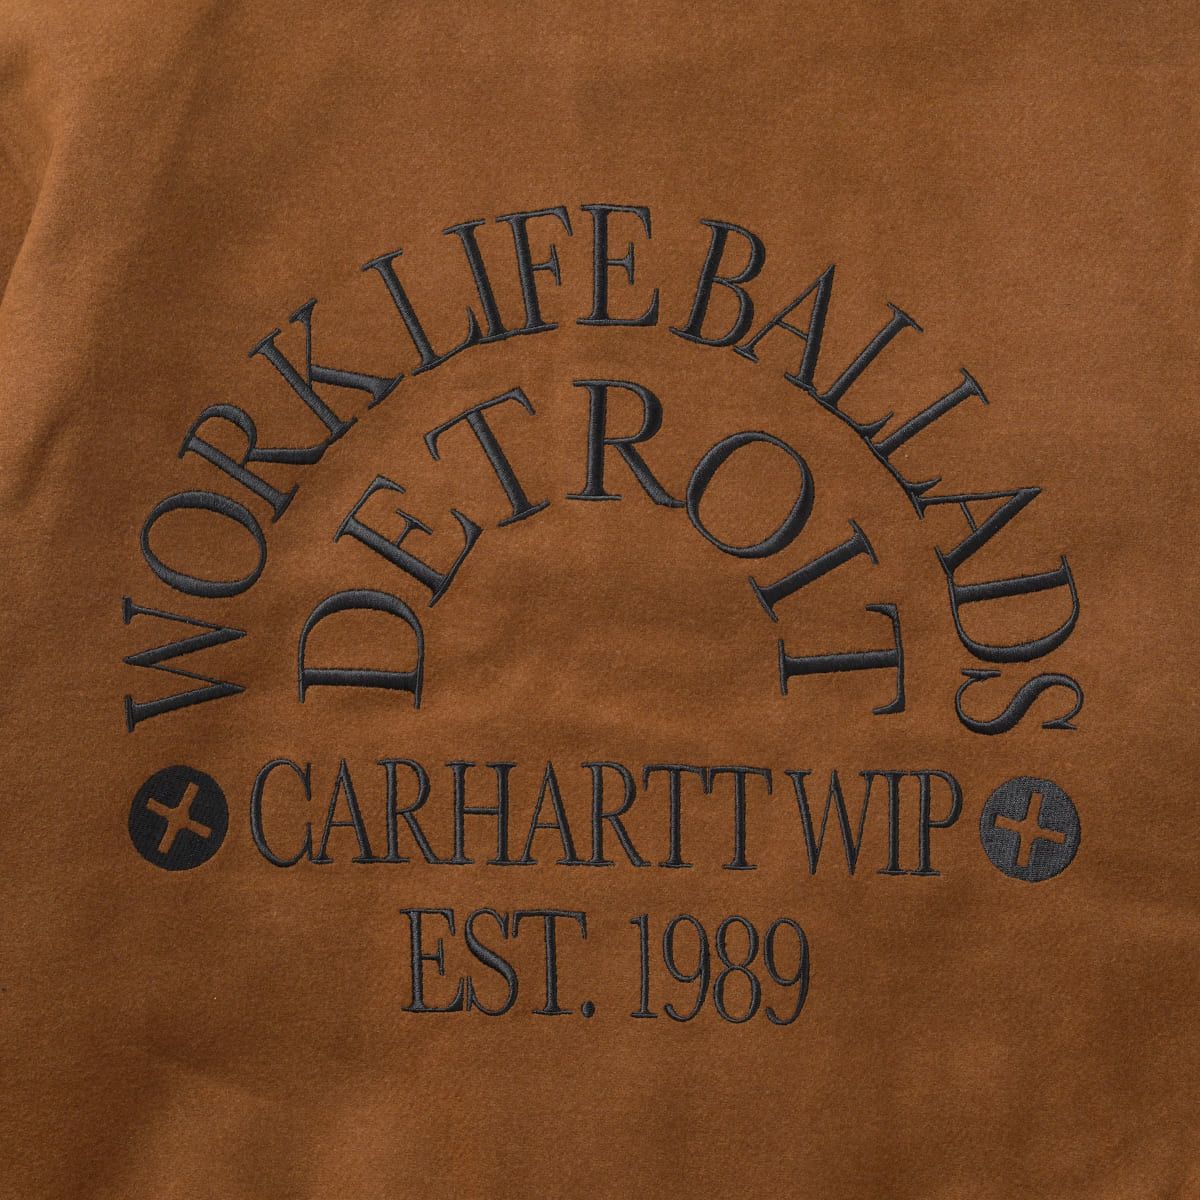 WORK LIFE BALLADS
DETROIT
CARHARTT WIP
EST. 1989